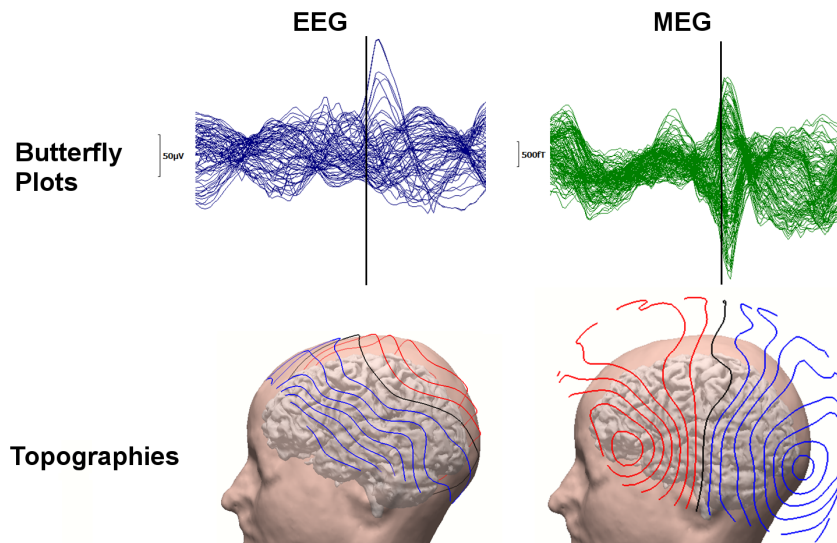 EEG
MEG
Butterfly
Plots
50µV
500fT
Topographies